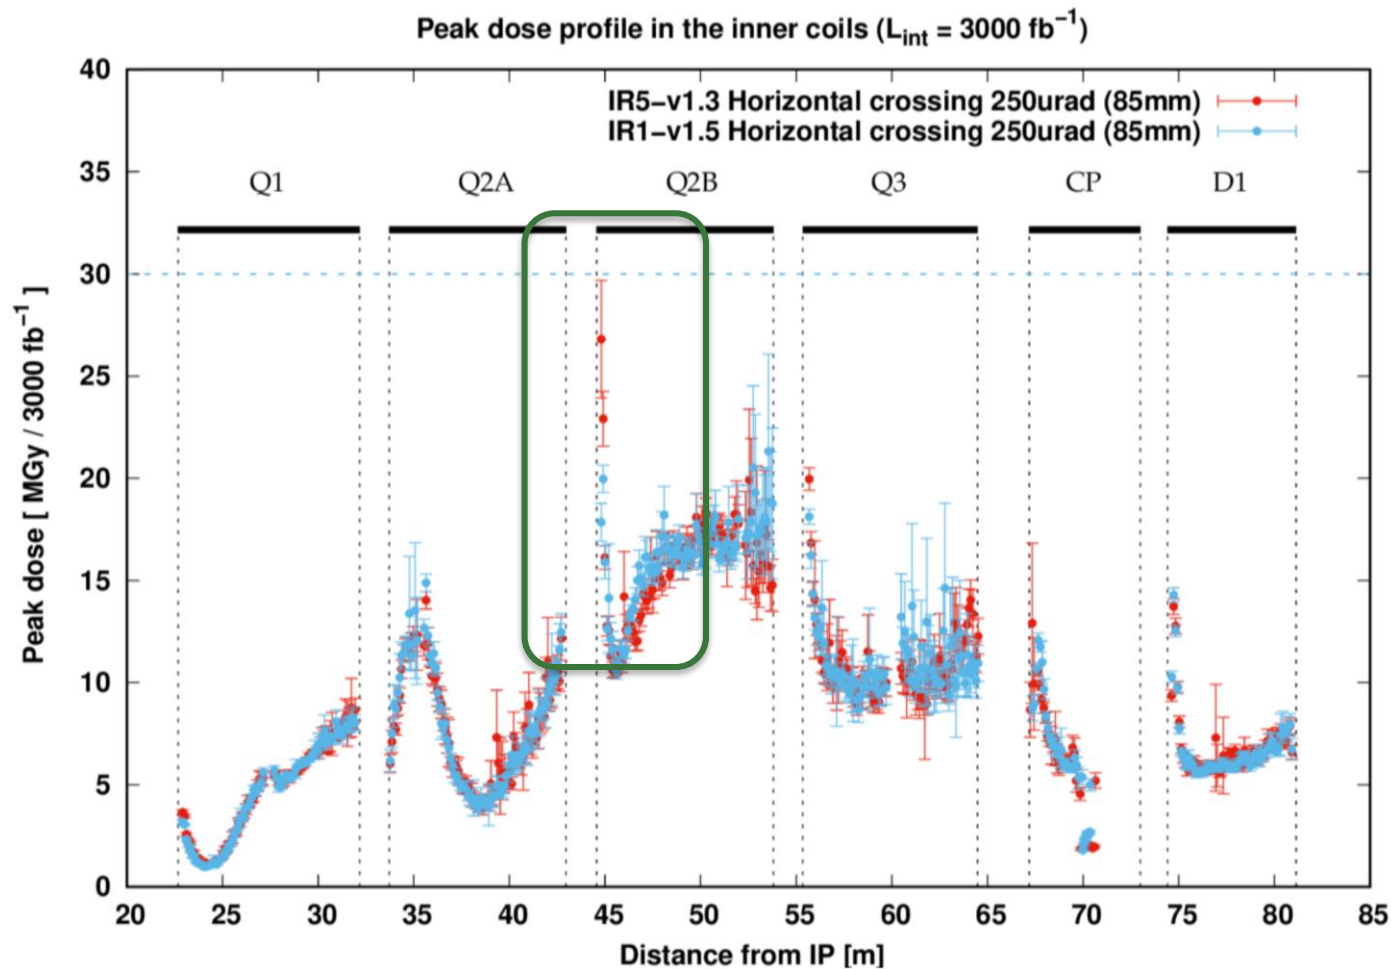 Peak dose profile in the inner coils (L_int = 3000 fb⁻¹)
IR5−v1.3 Horizontal crossing 250urad (85mm)
IR1−v1.5 Horizontal crossing 250urad (85mm)
Q1 Q2A Q2B Q3 CP D1
Peak dose [ MGy / 3000 fb⁻¹ ]
40
35
30
25
20
15
10
5
0
20 25 30 35 40 45 50 55 60 65 70 75 80 85
Distance from IP [m]